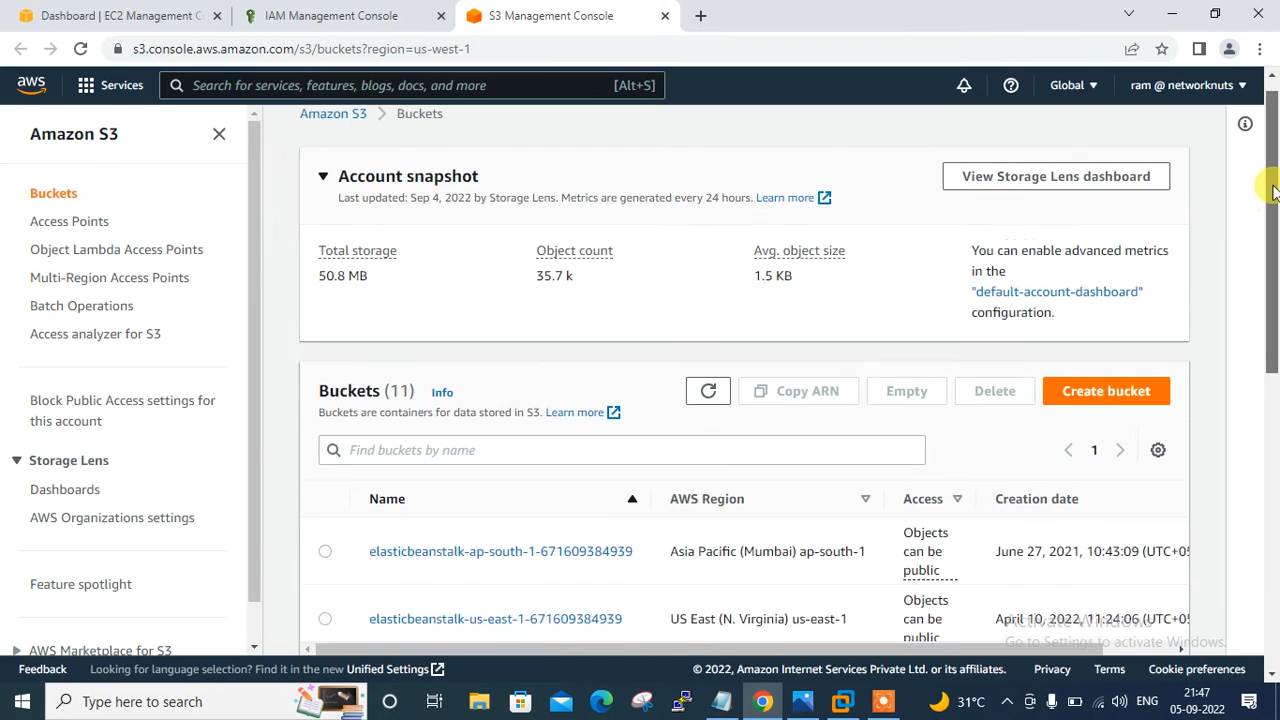 Dashboard | EC2 Management C
IAM Management Console
S3 Management Console
s3.console.aws.amazon.com/s3/buckets?region=us-west-1
aws
Services
Search for services, features, blogs, docs, and more
[Alt+S]
Global
ram @ networknuts
Amazon S3
Buckets
Access Points
Object Lambda Access Points
Multi-Region Access Points
Batch Operations
Access analyzer for S3
Block Public Access settings for
this account
Storage Lens
Dashboards
AWS Organizations settings
Feature spotlight
AWS Marketplace for S3
Amazon S3
Buckets
Account snapshot
Last updated: Sep 4, 2022 by Storage Lens. Metrics are generated every 24 hours. Learn more
View Storage Lens dashboard
Total storage
50.8 MB
Object count
35.7 k
Avg. object size
1.5 KB
You can enable advanced metrics
in the
"default-account-dashboard"
configuration.
Buckets (11)
Info
Buckets are containers for data stored in S3. Learn more
Copy ARN
Empty
Delete
Create bucket
Find buckets by name
1
Name
AWS Region
Access
Creation date
elasticbeanstalk-ap-south-1-671609384939
Asia Pacific (Mumbai) ap-south-1
Objects
can be
public
June 27, 2021, 10:43:09 (UTC+05
elasticbeanstalk-us-east-1-671609384939
US East (N. Virginia) us-east-1
Objects
can be
public
April 10, 2022, 11:24:06 (UTC+05
Activate Windows
Go to Settings to activate Windows.
Feedback
Looking for language selection? Find it in the new Unified Settings
© 2022, Amazon Internet Services Private Ltd. or its affiliates.
Privacy
Terms
Cookie preferences
Type here to search
31°C
ENG
21:47
05-09-2022